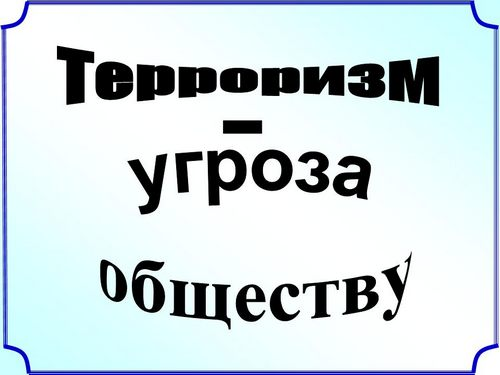 Терроризм
–
угроза
обществу